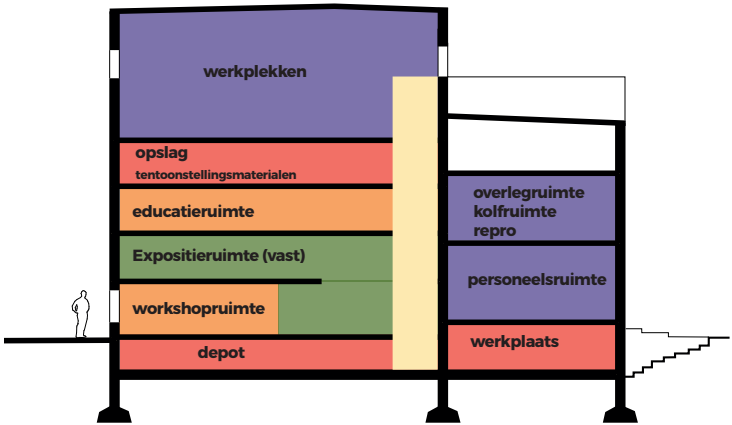 werkplekken
opslag
tentoonstellingsmaterialen
educatieruimte
Expositieruimte (vast)
workshopruimte
depot
overlegruimte
kolfruimte
repro
personeelsruimte
werkplaats